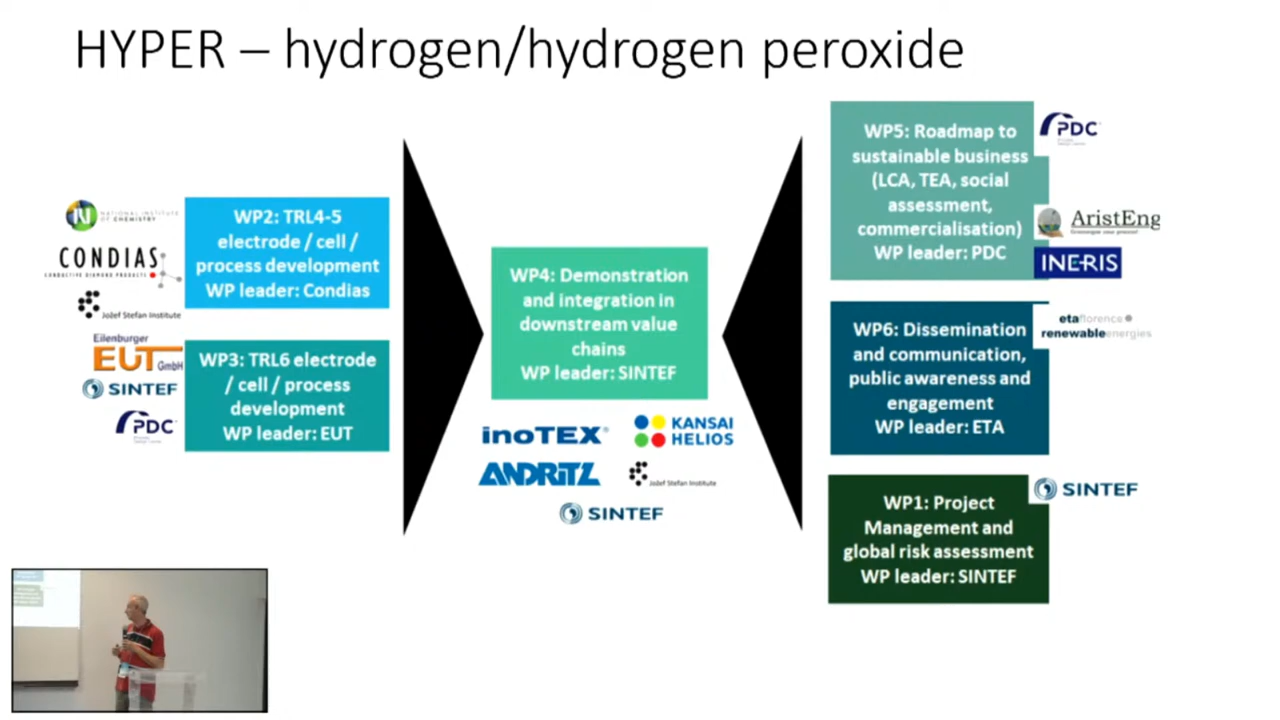 HYPER – hydrogen/hydrogen peroxide
NATIONAL INSTITUTE
OF CHEMISTRY
CONDIAS
CONDUCTIVE DIAMOND PRODUCTS
Jožef Stefan Institute
WP2: TRL4-5
electrode / cell /
process development
WP leader: Condias
Eilenburger
EUT GmbH
SINTEF
PDC
WP3: TRL6 electrode
/ cell / process
development
WP leader: EUT
WP4: Demonstration
and integration in
downstream value
chains
WP leader: SINTEF
inoTEX®
KANSAI
HELIOS
ANDRITZ
Jožef Stefan Institute
SINTEF
WP5: Roadmap to
sustainable business
(LCA, TEA, social
assessment,
commercialisation)
WP leader: PDC
PDC
AristEng
INERIS
WP6: Dissemination
and communication,
public awareness and
engagement
WP leader: ETA
etaflorence
renewableenergies
WP1: Project
Management and
global risk assessment
WP leader: SINTEF
SINTEF